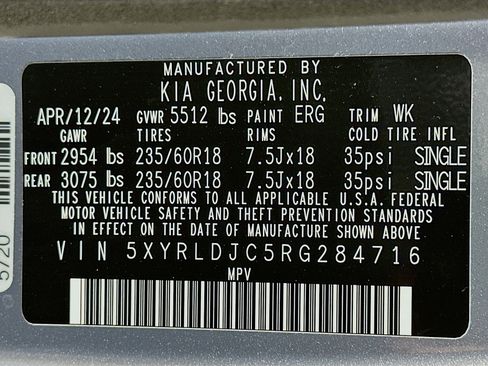 MANUFACTURED BY
KIA GEORGIA, INC.
APR/12/24 GVWR 5512 lbs PAINT ERG TRIM WK
GAWR TIRES RIMS COLD TIRE INFL
FRONT 2954 lbs 235/60R18 7.5Jx18 35psi SINGLE
REAR 3075 lbs 235/60R18 7.5Jx18 35psi SINGLE
THIS VEHICLE CONFORMS TO ALL APPLICABLE U.S.A. FEDERAL
MOTOR VEHICLE SAFETY AND THEFT PREVENTION STANDARDS
IN EFFECT ON THE DATE OF MANUFACTURE SHOWN ABOVE.
VIN 5XYRLDJC5RG284716
MPV
5720